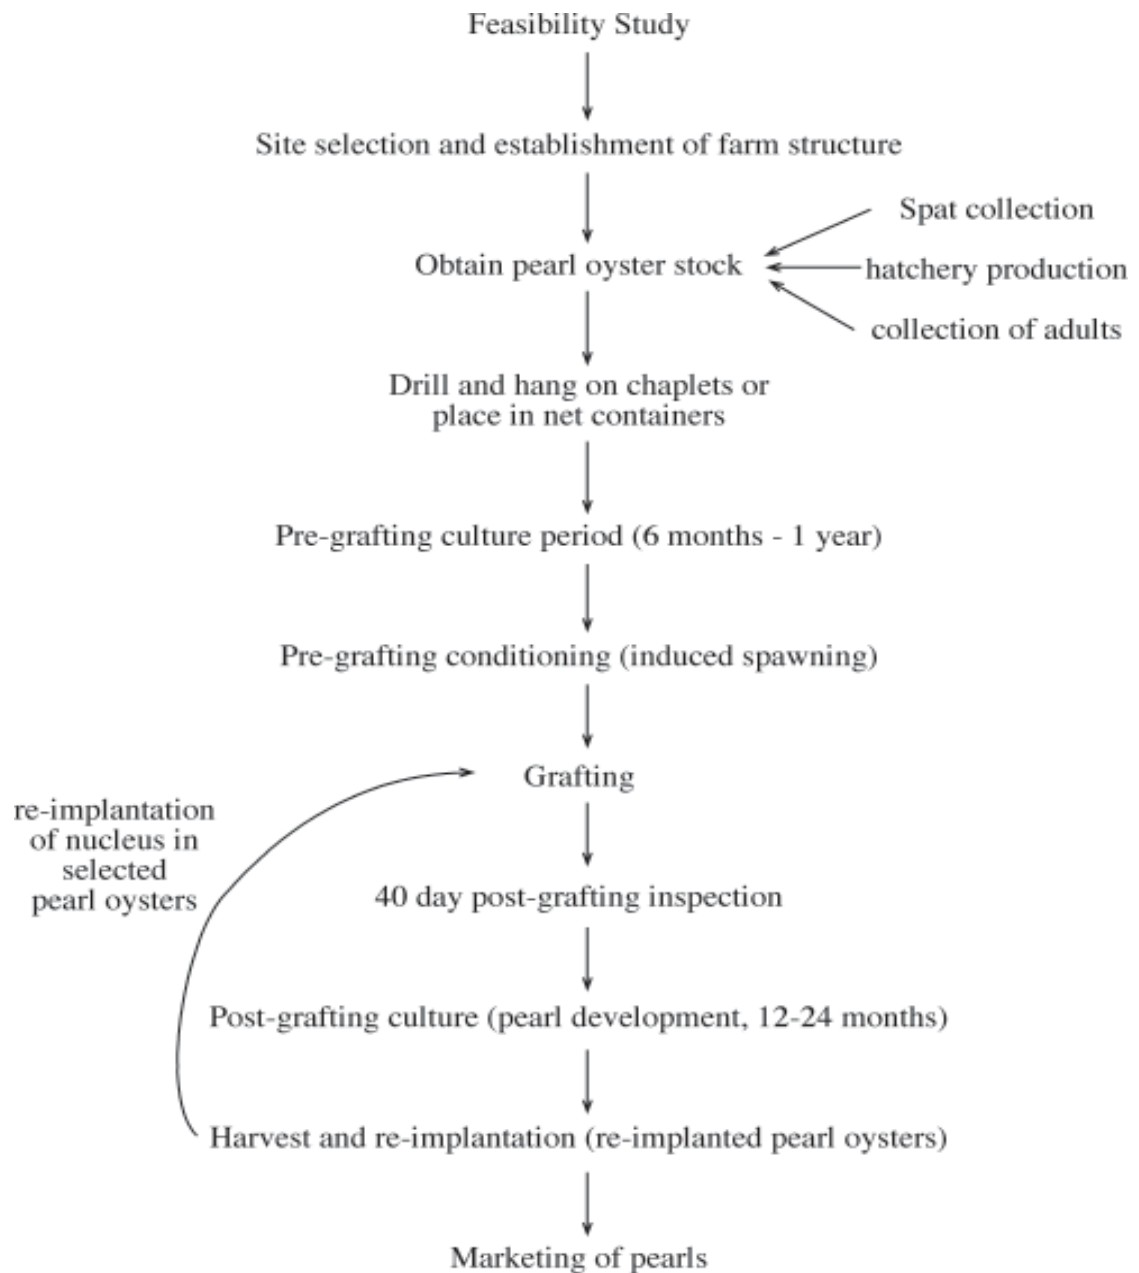 Feasibility Study
Site selection and establishment of farm structure
Spat collection
Obtain pearl oyster stock
hatchery production
collection of adults
Drill and hang on chaplets or
place in net containers
Pre-grafting culture period (6 months - 1 year)
Pre-grafting conditioning (induced spawning)
Grafting
re-implantation
of nucleus in
selected
pearl oysters
40 day post-grafting inspection
Post-grafting culture (pearl development, 12-24 months)
Harvest and re-implantation (re-implanted pearl oysters)
Marketing of pearls